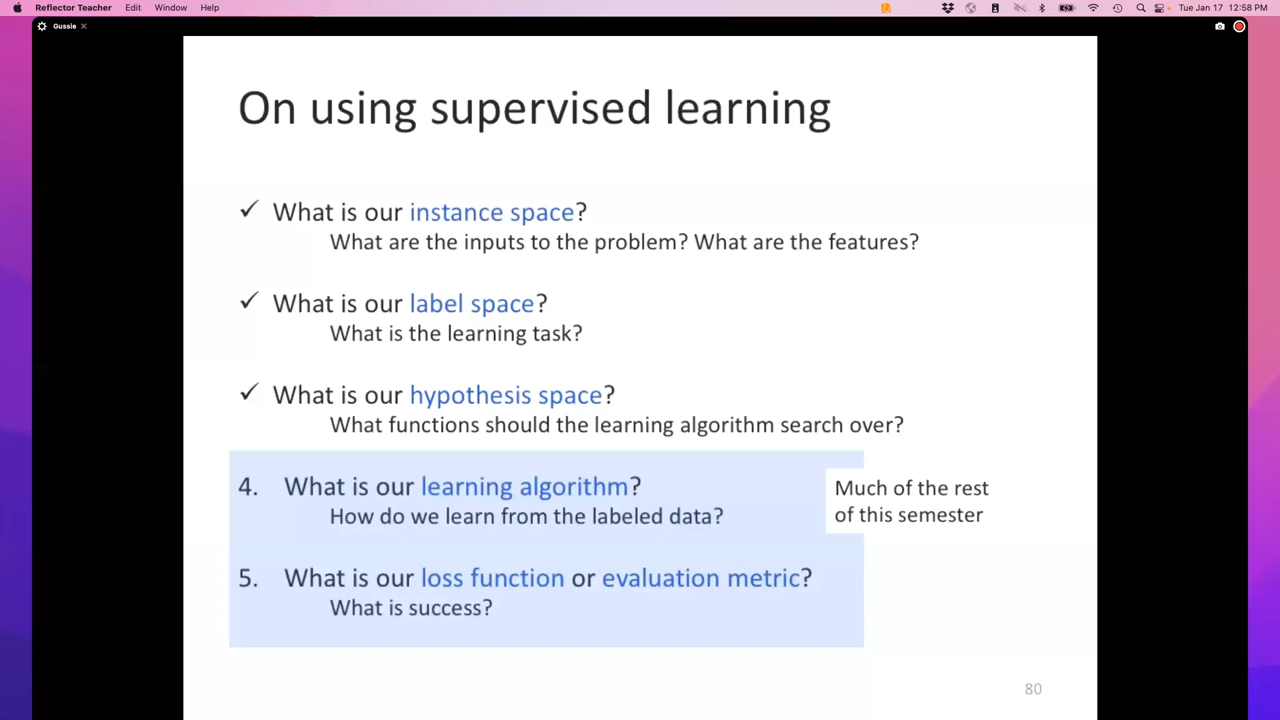 Reflector Teacher Edit Window Help Tue Jan 17 12:58 PM
Gussie
On using supervised learning
✓ What is our instance space?
What are the inputs to the problem? What are the features?
✓ What is our label space?
What is the learning task?
✓ What is our hypothesis space?
What functions should the learning algorithm search over?
4. What is our learning algorithm?
How do we learn from the labeled data?
Much of the rest
of this semester
5. What is our loss function or evaluation metric?
What is success?
80